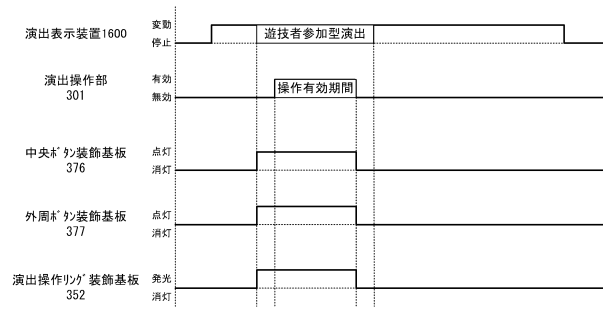 演出表示装置1600
変動
停止
遊技者参加型演出
演出操作部
301
有効
無効
操作有効期間
中央ﾎﾞﾀﾝ装飾基板
376
点灯
消灯
外周ﾎﾞﾀﾝ装飾基板
377
点灯
消灯
演出操作ﾘﾝｸﾞ装飾基板
352
発光
消灯